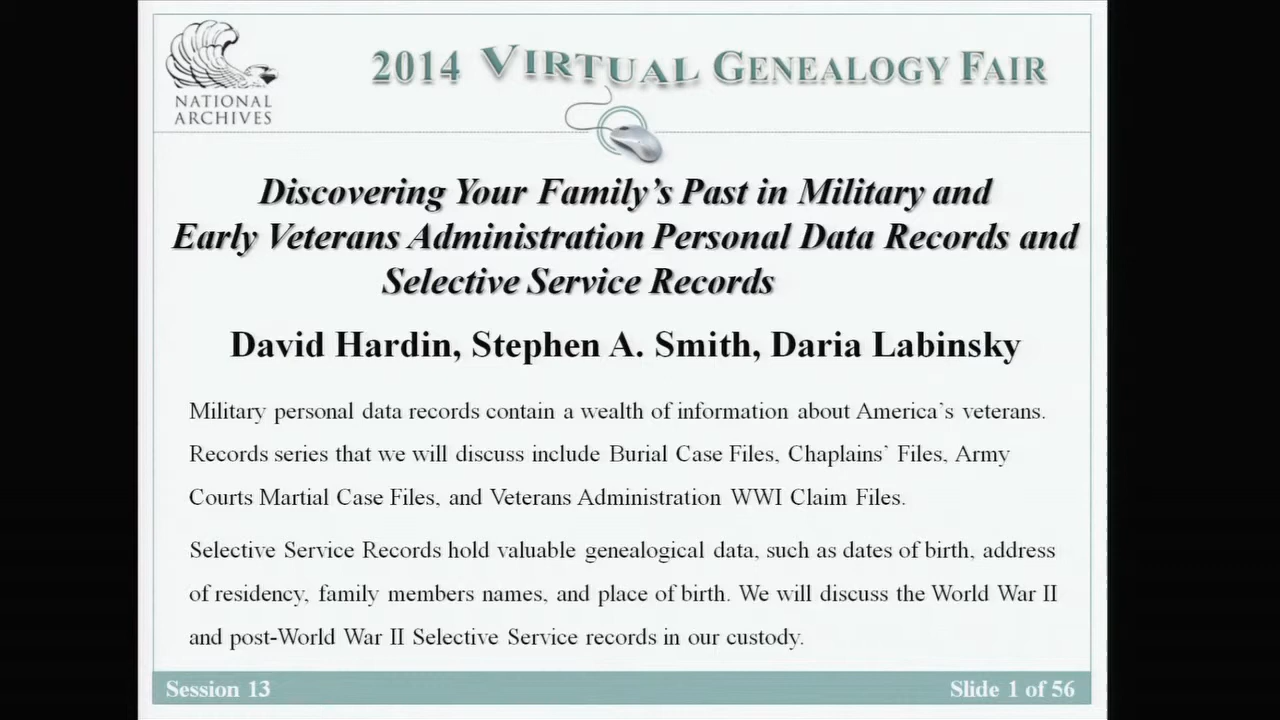 NATIONAL
ARCHIVES
2014 VIRTUAL GENEALOGY FAIR
Discovering Your Family's Past in Military and
Early Veterans Administration Personal Data Records and
Selective Service Records
David Hardin, Stephen A. Smith, Daria Labinsky
Military personal data records contain a wealth of information about America's veterans.
Records series that we will discuss include Burial Case Files, Chaplains' Files, Army
Courts Martial Case Files, and Veterans Administration WWI Claim Files.
Selective Service Records hold valuable genealogical data, such as dates of birth, address
of residency, family members names, and place of birth. We will discuss the World War II
and post-World War II Selective Service records in our custody.
Session 13
Slide 1 of 56